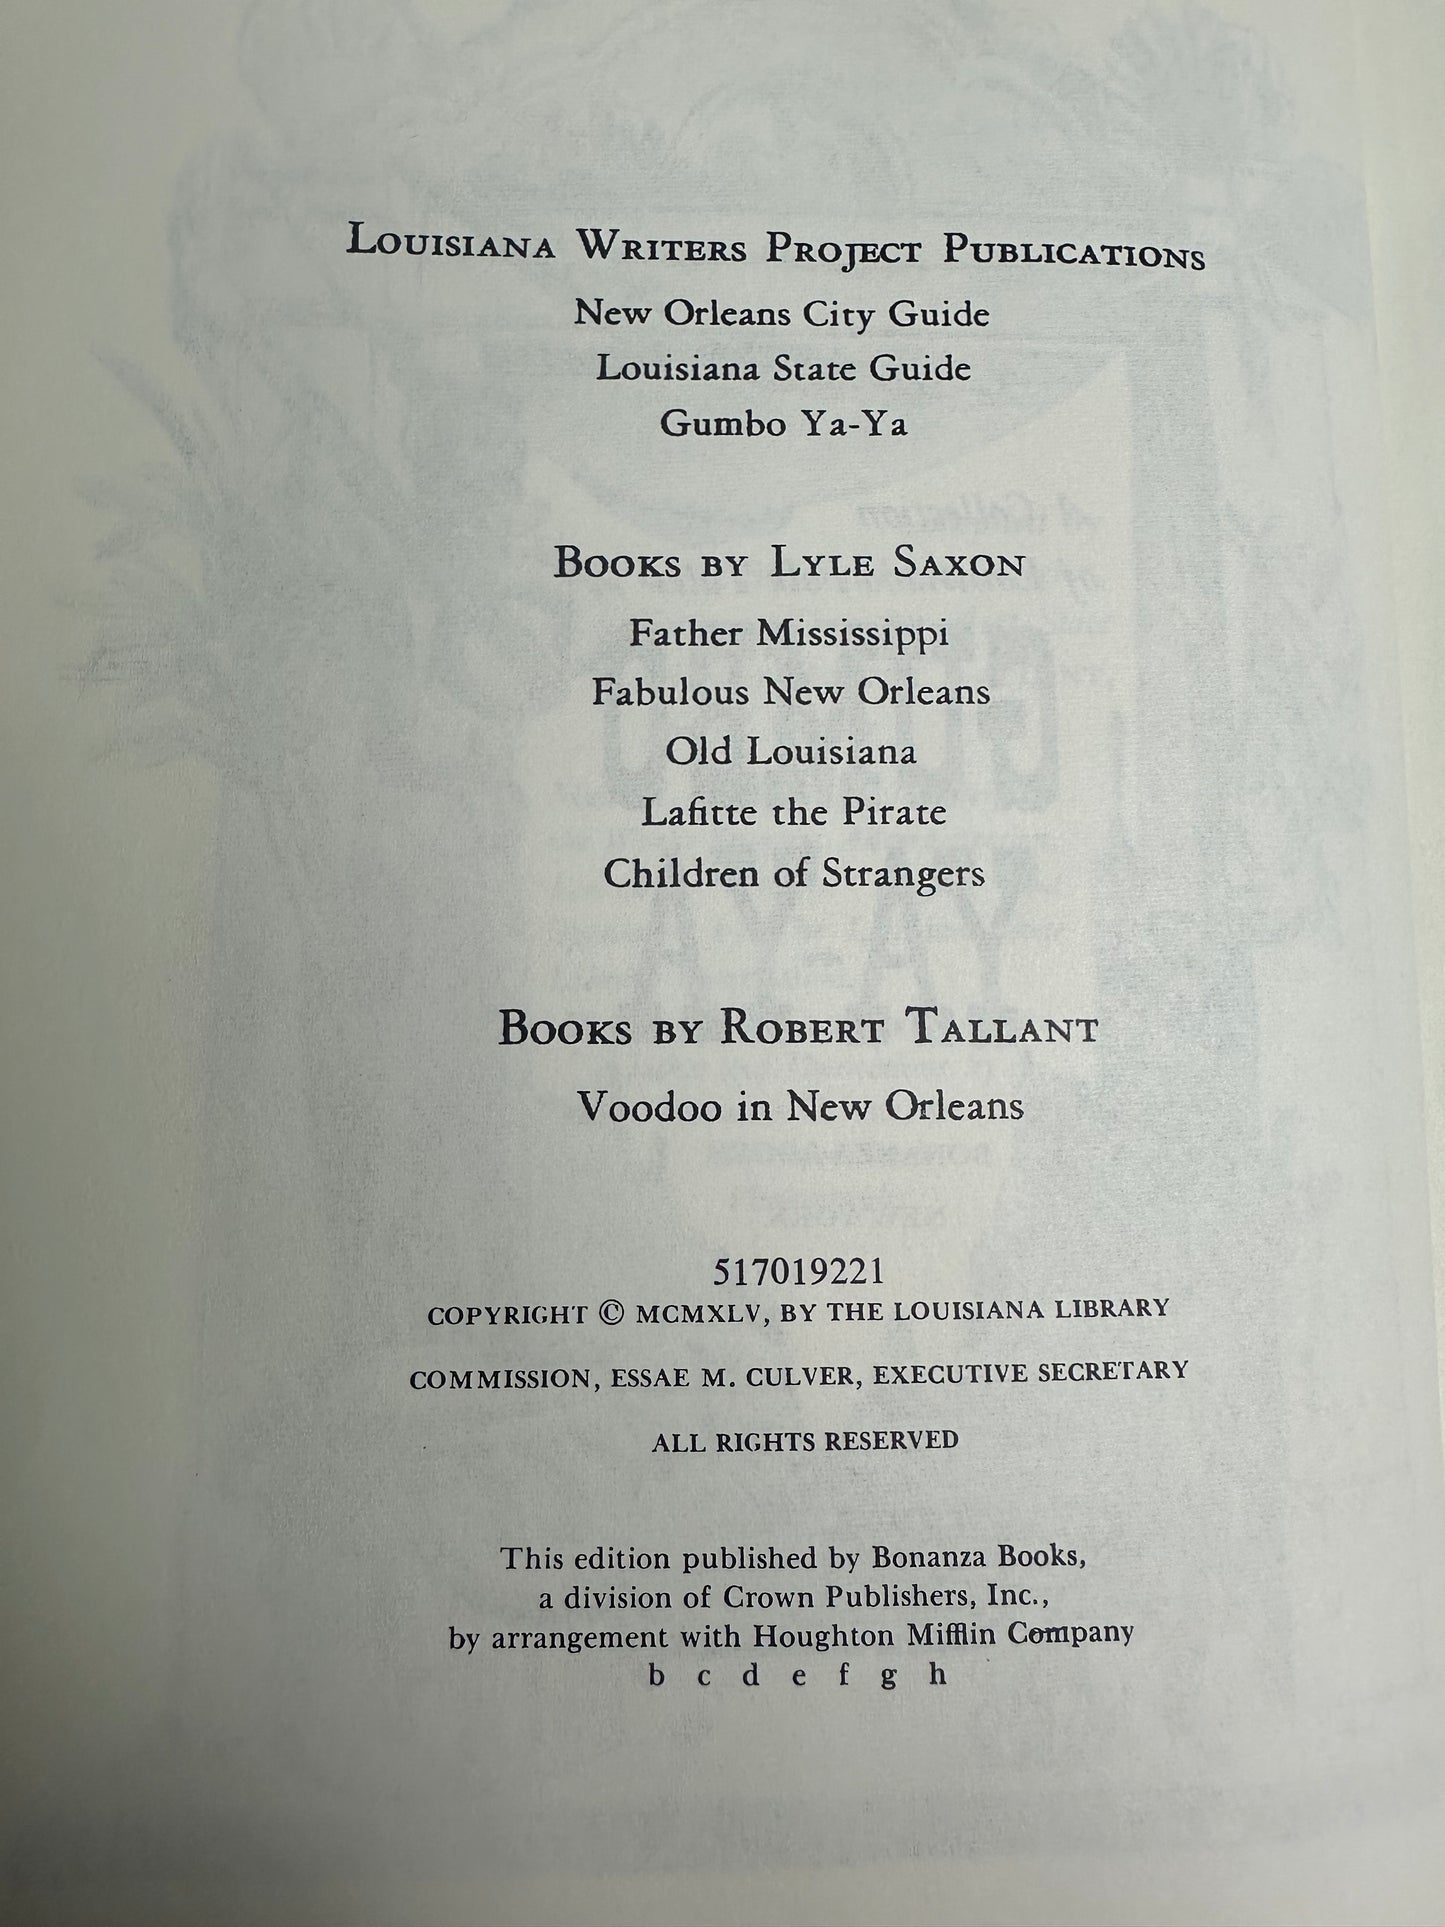 Louisiana Writers Project Publications
New Orleans City Guide
Louisiana State Guide
Gumbo Ya-Ya
Books by Lyle Saxon
Father Mississippi
Fabulous New Orleans
Old Louisiana
Lafitte the Pirate
Children of Strangers
Books by Robert Tallant
Voodoo in New Orleans
517019221
COPYRIGHT © MCMXLV, BY THE LOUISIANA LIBRARY
COMMISSION, ESSAE M. CULVER, EXECUTIVE SECRETARY
ALL RIGHTS RESERVED
This edition published by Bonanza Books,
a division of Crown Publishers, Inc.,
by arrangement with Houghton Mifflin Company
b c d e f g h